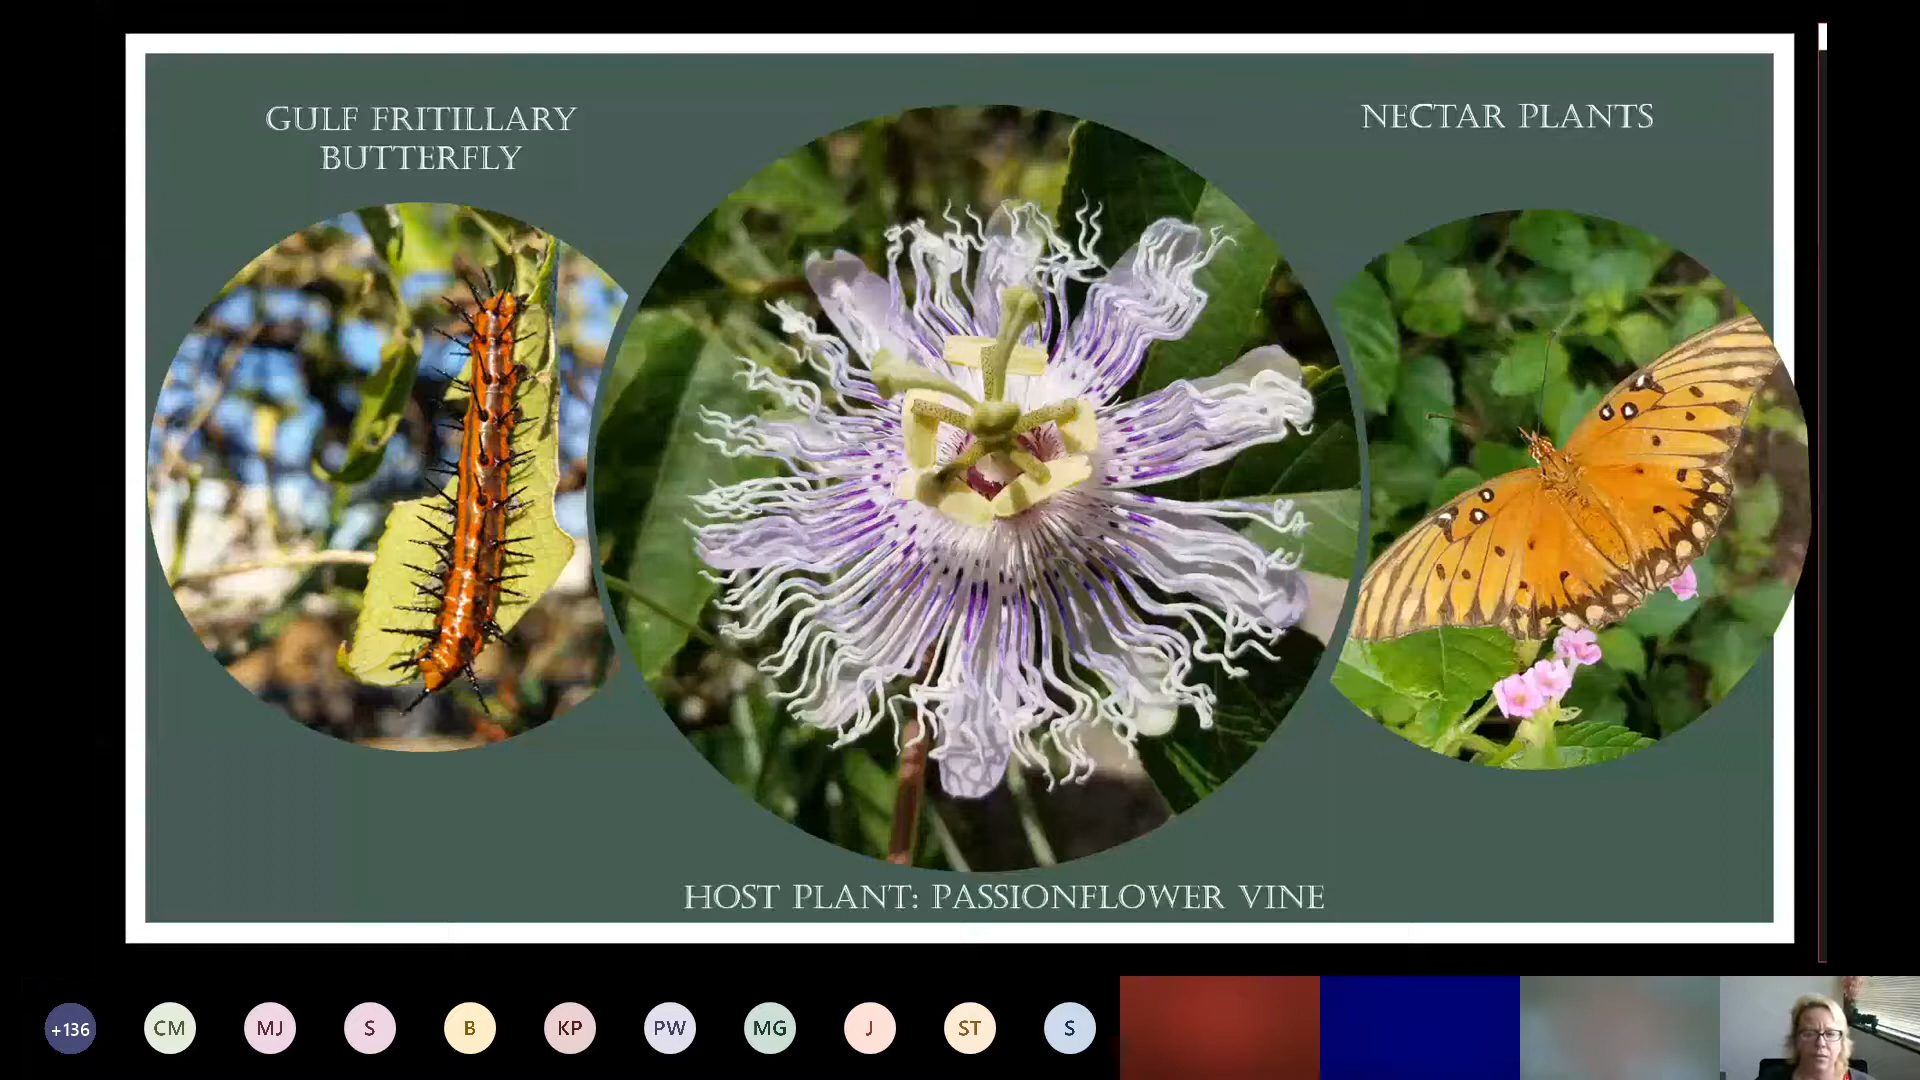 GULF FRITILLARY
BUTTERFLY
NECTAR PLANTS
HOST PLANT: PASSIONFLOWER VINE
+136
CM
MJ
S
B
KP
PW
MG
J
ST
S